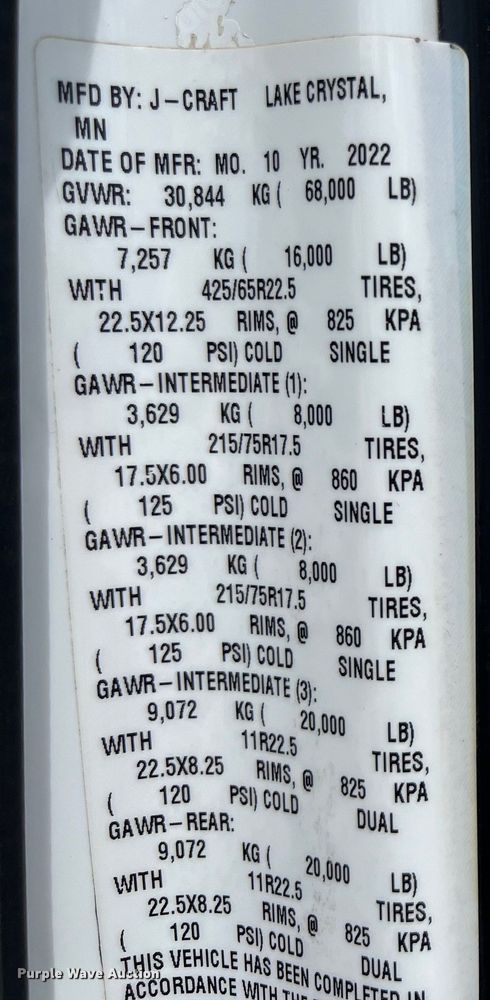 MFD BY: J-CRAFT LAKE CRYSTAL,
MN
DATE OF MFR: MO. 10 YR. 2022
GVWR: 30,844 KG ( 68,000 LB)
GAWR-FRONT:
7,257 KG ( 16,000 LB)
WITH 425/65R22.5 TIRES,
22.5X12.25 RIMS, @ 825 KPA
( 120 PSI) COLD SINGLE
GAWR-INTERMEDIATE (1):
3,629 KG ( 8,000 LB)
WITH 215/75R17.5 TIRES,
17.5X6.00 RIMS, @ 860 KPA
( 125 PSI) COLD SINGLE
GAWR-INTERMEDIATE (2):
3,629 KG ( 8,000 LB)
WITH 215/75R17.5 TIRES,
17.5X6.00 RIMS, @ 860 KPA
( 125 PSI) COLD SINGLE
GAWR-INTERMEDIATE (3):
9,072 KG ( 20,000 LB)
WITH 11R22.5 TIRES,
22.5X8.25 RIMS, @ 825 KPA
( 120 PSI) COLD DUAL
GAWR-REAR:
9,072 KG ( 20,000 LB)
WITH 11R22.5 TIRES,
22.5X8.25 RIMS, @ 825 KPA
( 120 PSI) COLD DUAL
THIS VEHICLE HAS BEEN COMPLETED IN
ACCORDANCE WITH THE
Purple Wave Auction